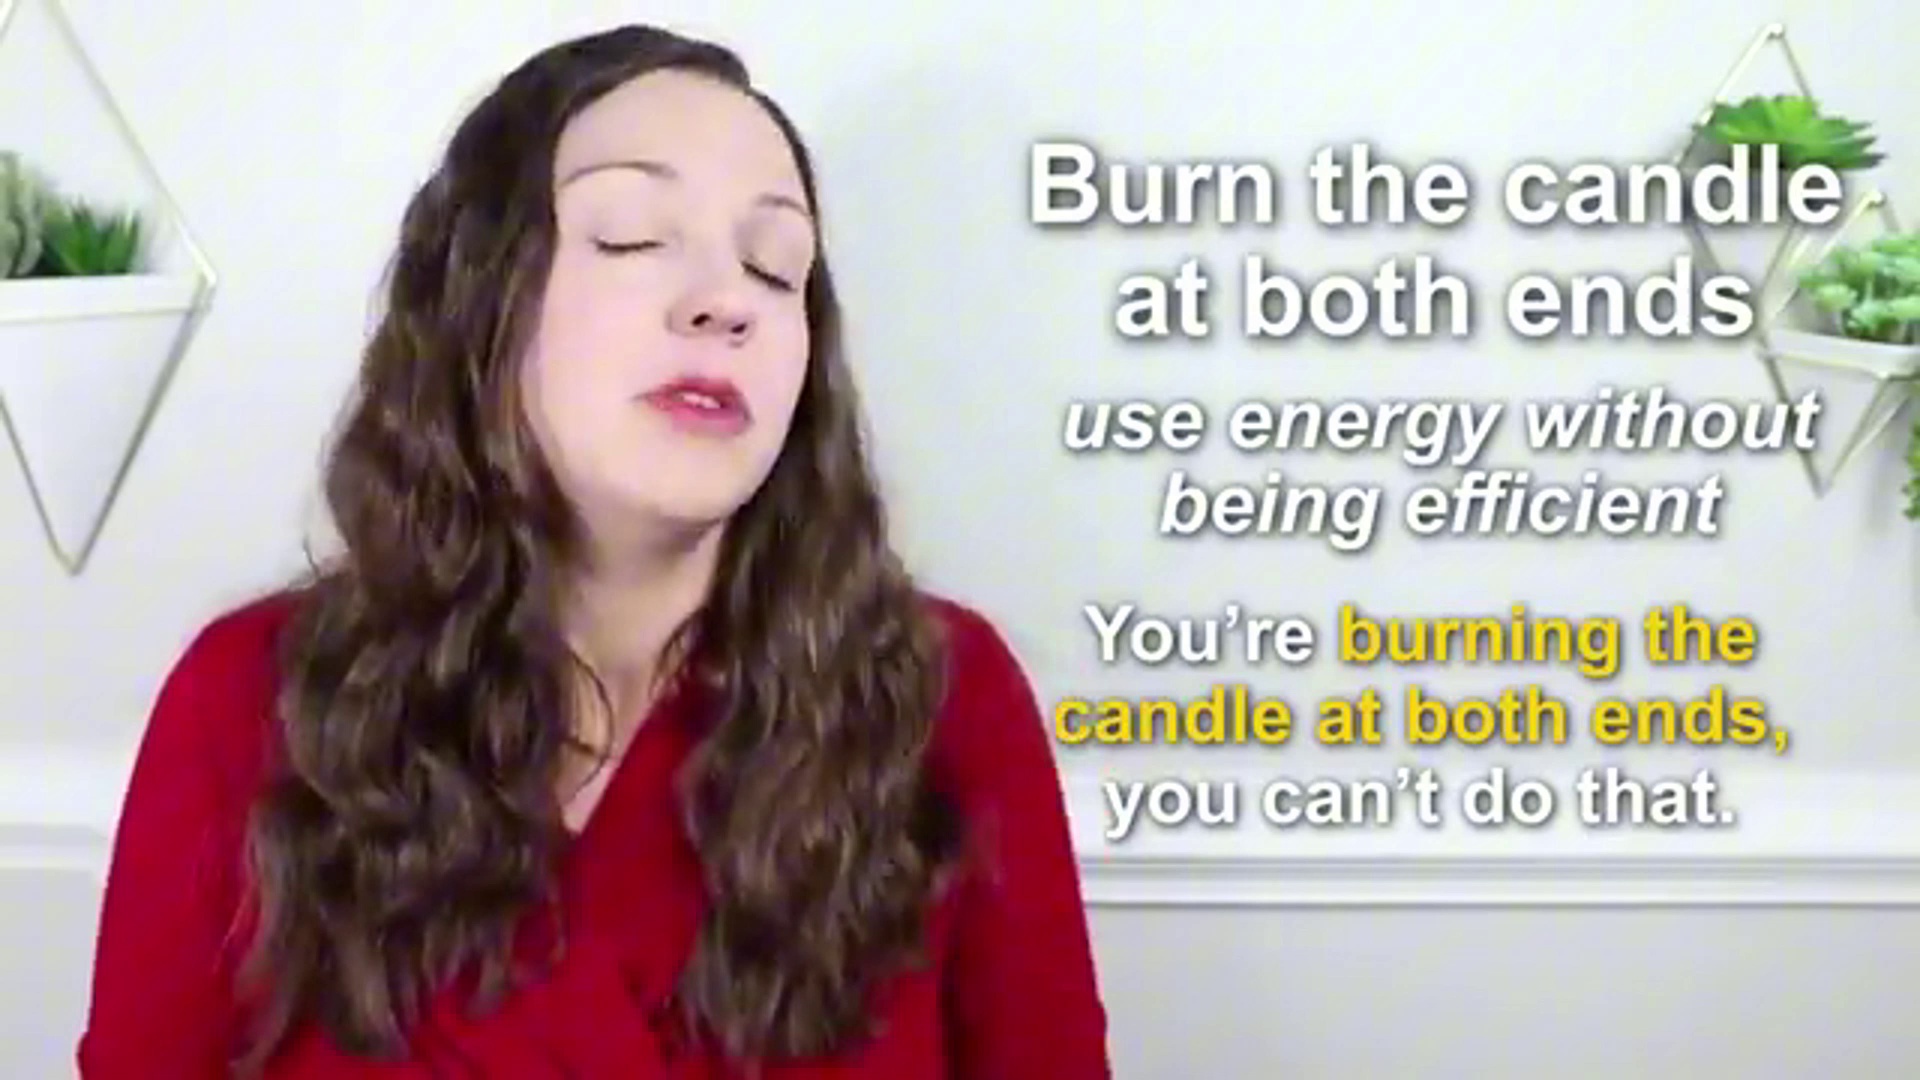 Burn the candle
at both ends
use energy without
being efficient
You're burning the
candle at both ends,
you can't do that.